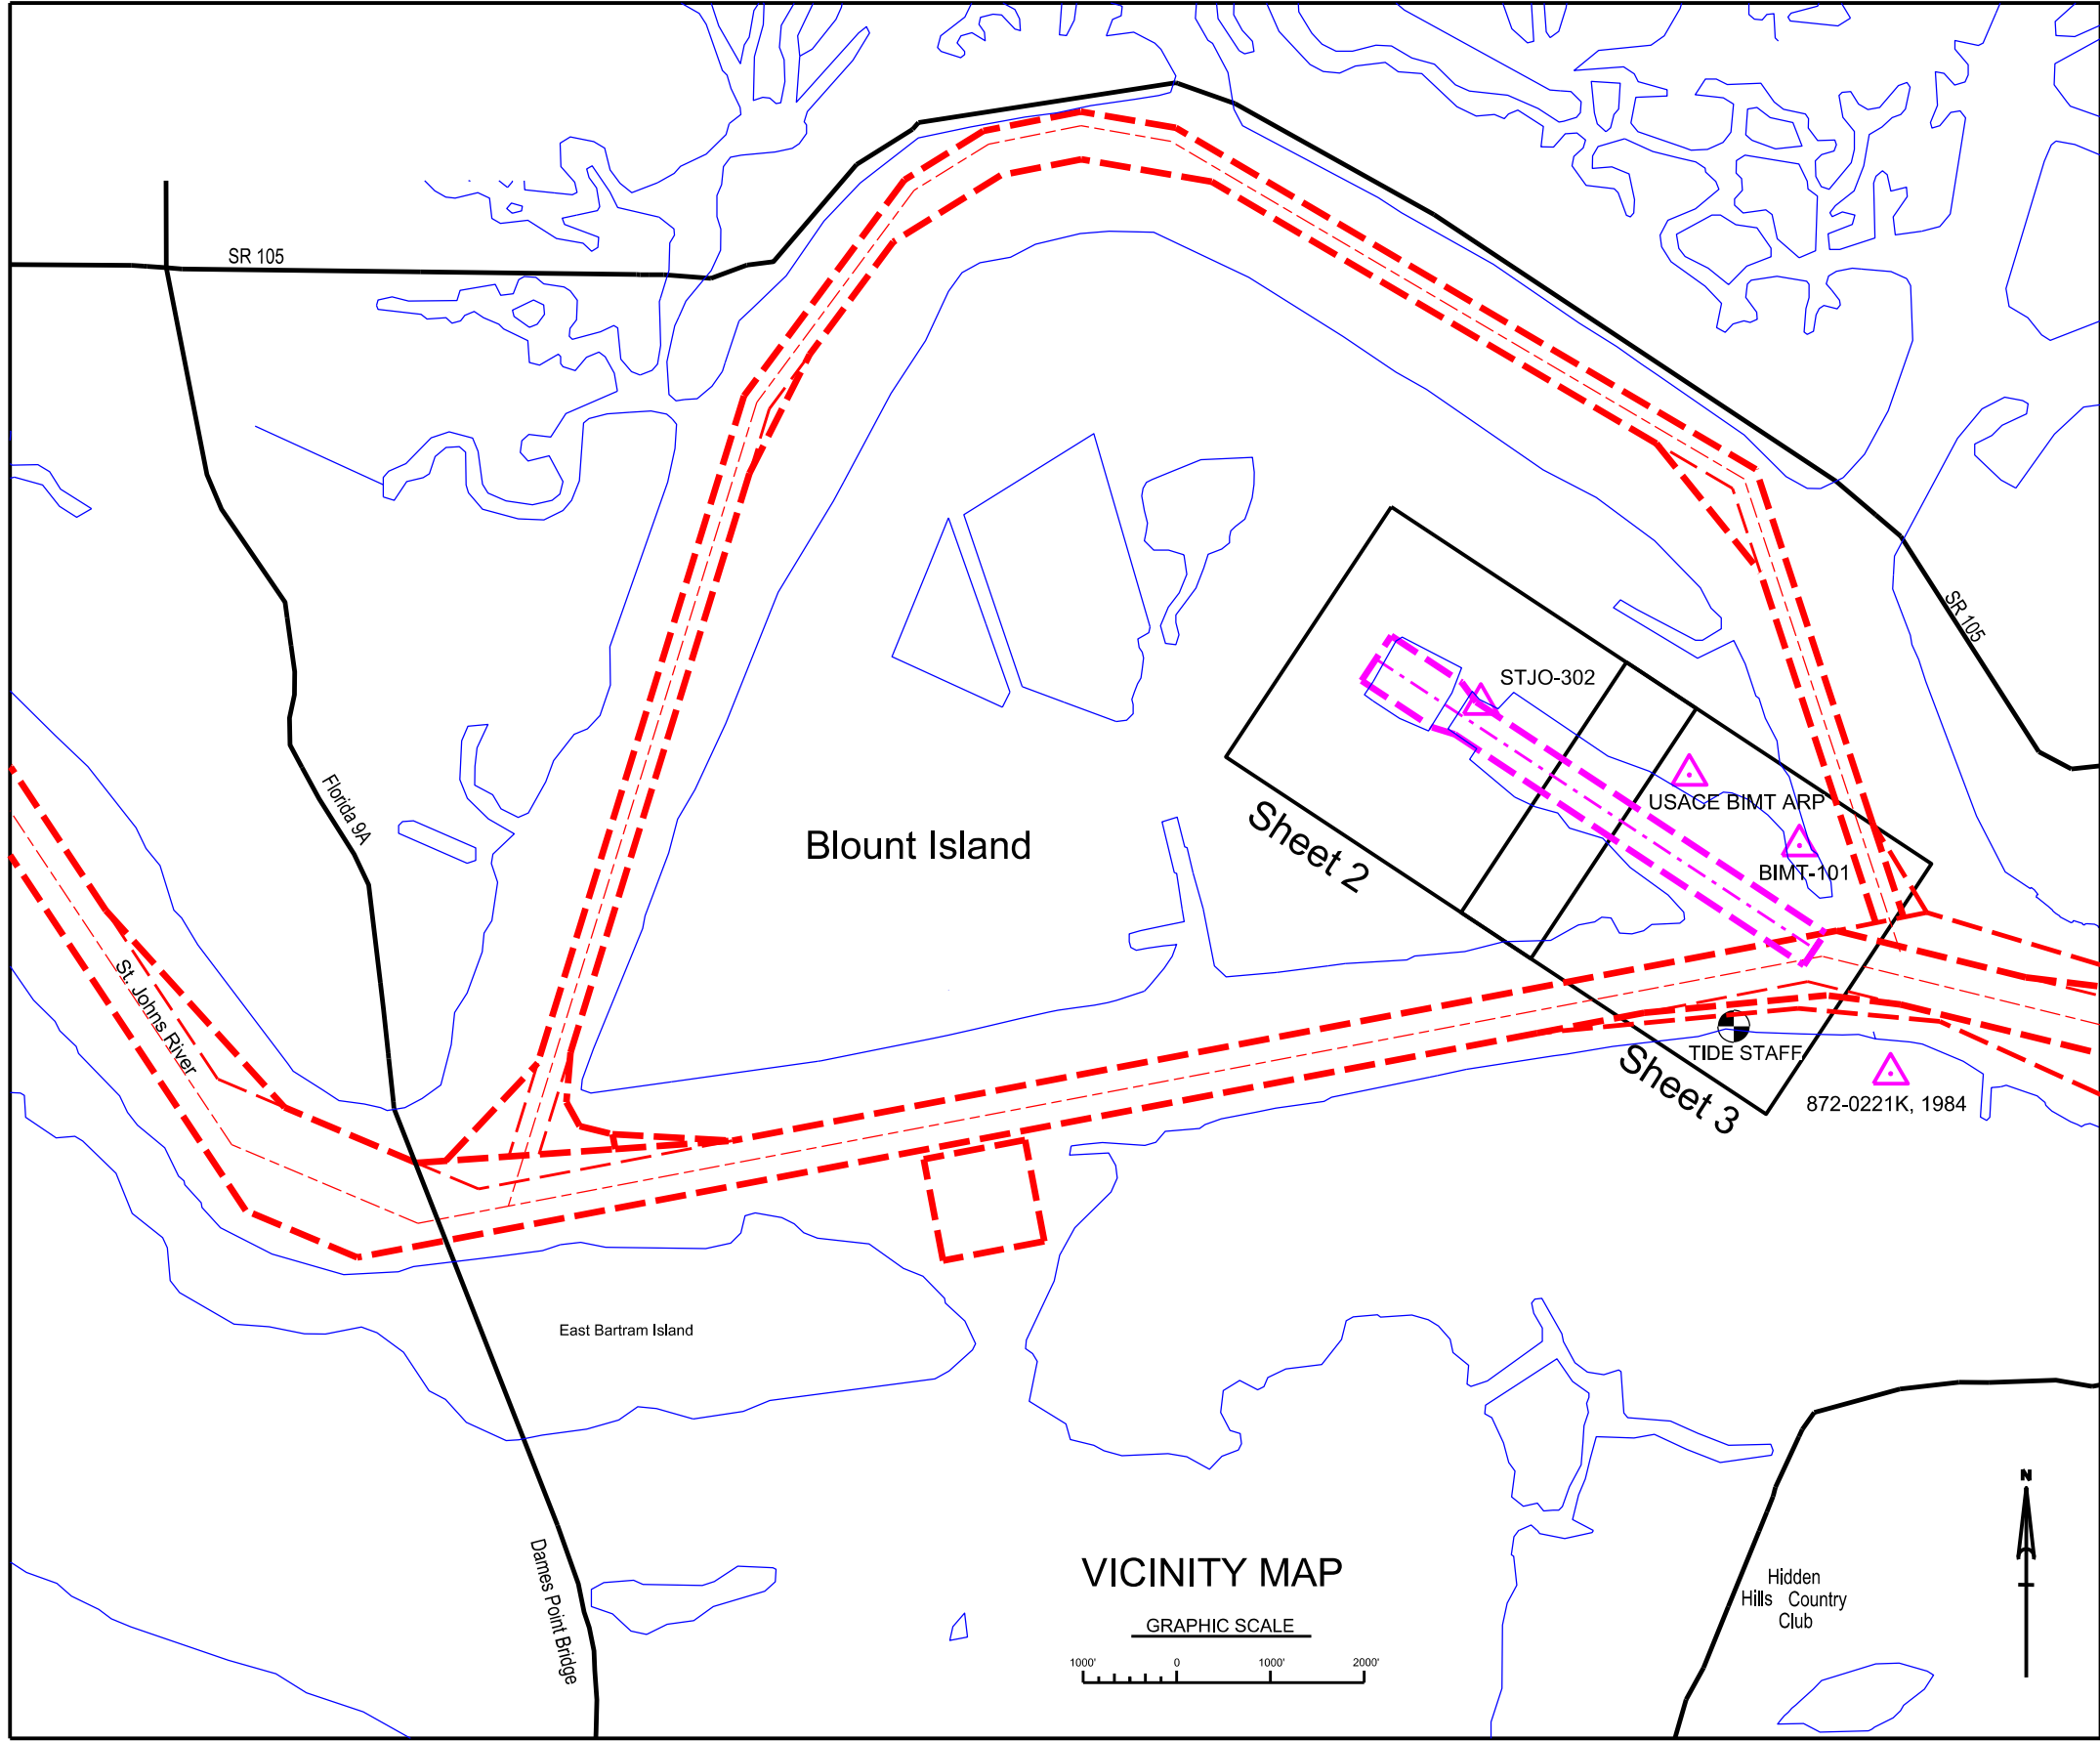 SR 105
SR 105
STJO-302
Florida 9A
USACE BIMT ARP
Blount Island
Sheet 2
BIMT-101
St. Johns River
TIDE STAFF
Sheet 3
872-0221K, 1984
East Bartram Island
N
Dames Point Bridge
VICINITY MAP
Hidden
Hills Country
Club
GRAPHIC SCALE
1000' 0 1000' 2000'